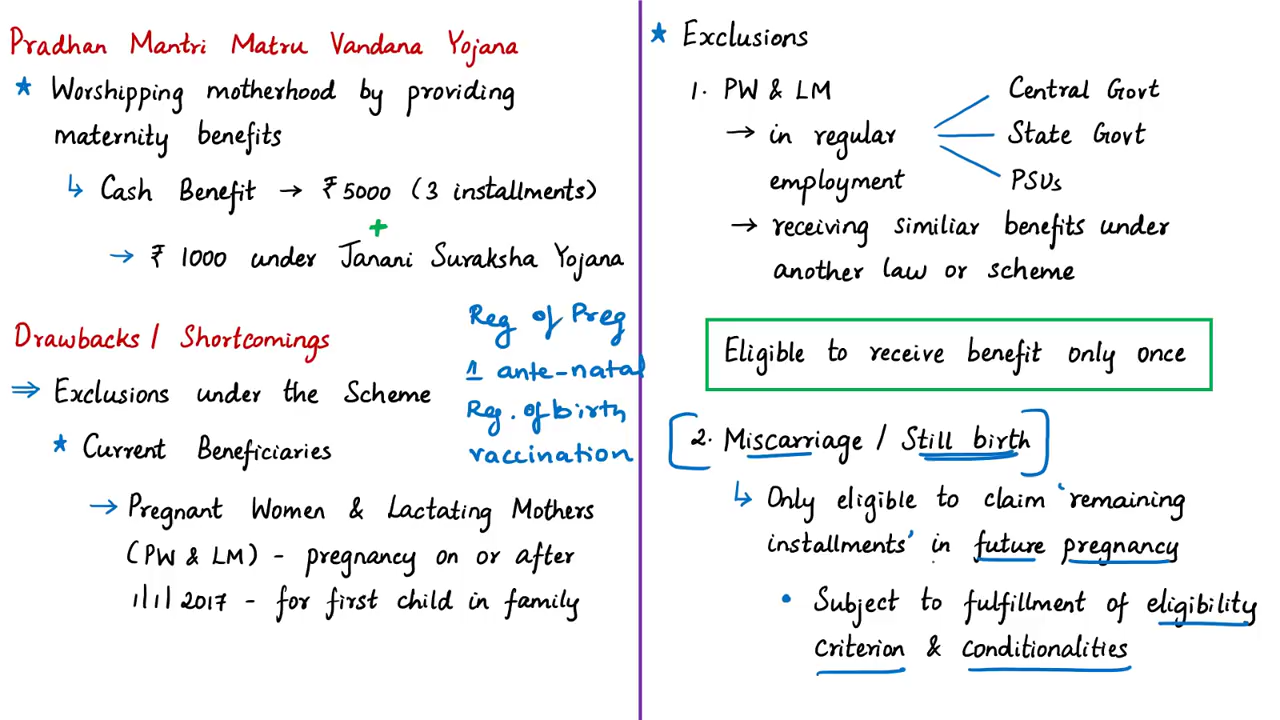 Pradhan Mantri Matru Vandana Yojana
★ Worshipping motherhood by providing
maternity benefits
↳ Cash Benefit → ₹ 5000 (3 installments)
+
→ ₹ 1000 under Janani Suraksha Yojana
Drawbacks / Shortcomings
⇒ Exclusions under the Scheme
★ Current Beneficiaries
→ Pregnant Women & Lactating Mothers
(PW & LM) - pregnancy on or after
1/1/2017 - for first child in family
Reg of Preg
1 ante-natal
Reg. of birth
vaccination
★ Exclusions
1. PW & LM
→ in regular
employment
Central Govt
State Govt
PSUs
→ receiving similiar benefits under
another law or scheme
Eligible to receive benefit only once
2. Miscarriage / Still birth
↳ Only eligible to claim 'remaining
installments' in future pregnancy
• Subject to fulfillment of eligibility
criterion & conditionalities